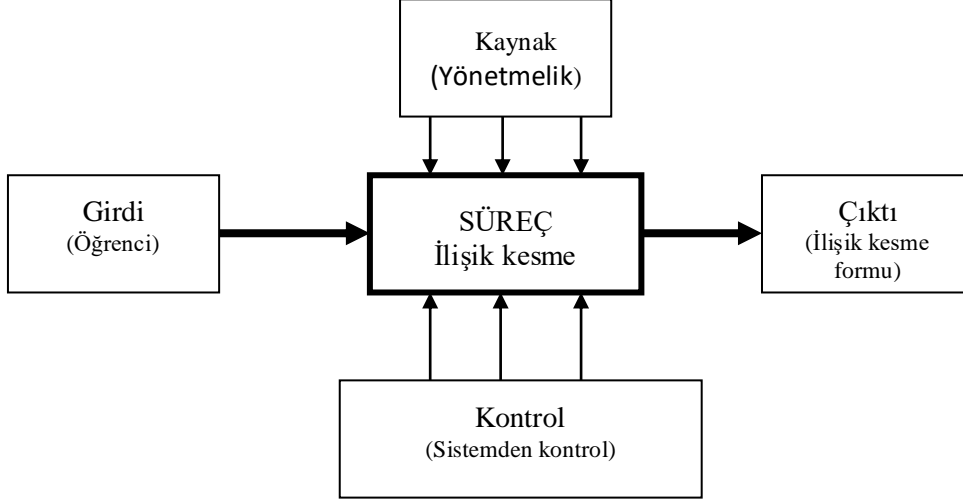 Kaynak
(Yönetmelik)
Girdi
(Öğrenci)
SÜREÇ
İlişik kesme
Çıktı
(İlişik kesme
formu)
Kontrol
(Sistemden kontrol)